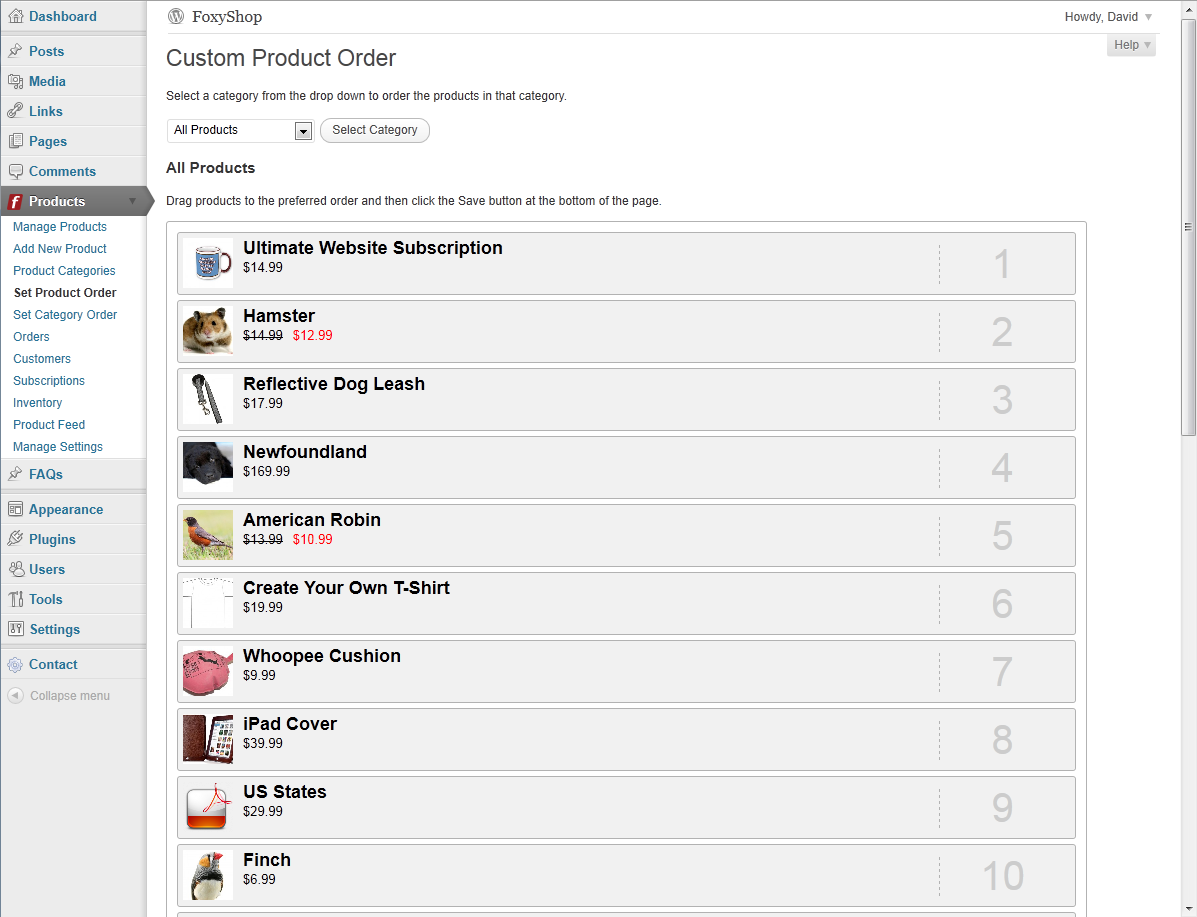 Dashboard
Posts
Media
Links
Pages
Comments
Products
Manage Products
Add New Product
Product Categories
Set Product Order
Set Category Order
Orders
Customers
Subscriptions
Inventory
Product Feed
Manage Settings
FAQs
Appearance
Plugins
Users
Tools
Settings
Contact
Collapse menu
FoxyShop
Howdy, David
Help
Custom Product Order
Select a category from the drop down to order the products in that category.
All Products
Select Category
All Products
Drag products to the preferred order and then click the Save button at the bottom of the page.
Ultimate Website Subscription
$14.99
1
Hamster
$14.99 $12.99
2
Reflective Dog Leash
$17.99
3
Newfoundland
$169.99
4
American Robin
$13.99 $10.99
5
Create Your Own T-Shirt
$19.99
6
Whoopee Cushion
$9.99
7
iPad Cover
$39.99
8
US States
$29.99
9
Finch
$6.99
10